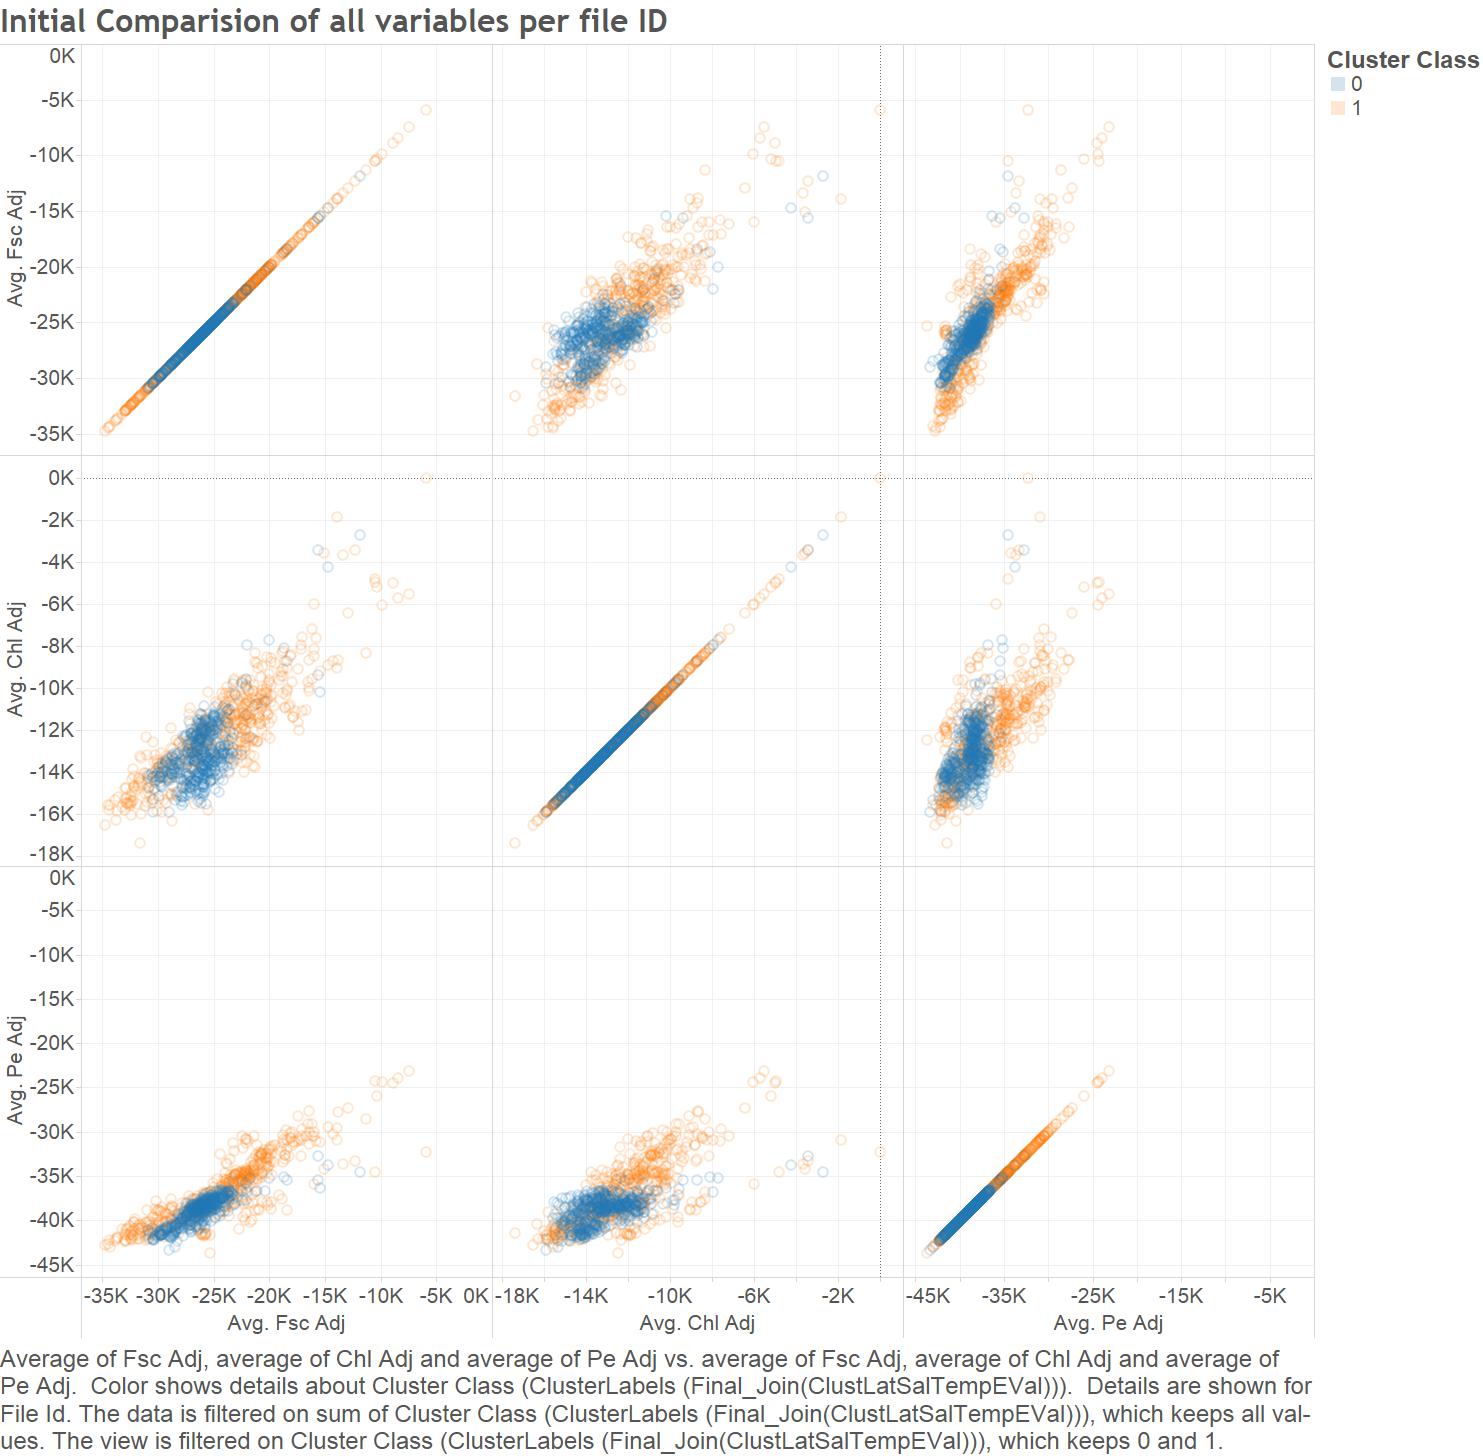 Initial Comparision of all variables per file ID
Cluster Class
0
1
0K
-5K
-10K
-15K
-20K
-25K
-30K
-35K
Avg. Fsc Adj
0K
-2K
-4K
-6K
-8K
-10K
-12K
-14K
-16K
-18K
Avg. Chl Adj
0K
-5K
-10K
-15K
-20K
-25K
-30K
-35K
-40K
-45K
Avg. Pe Adj
-35K -30K -25K -20K -15K -10K -5K 0K -18K -14K -10K -6K -2K -45K -35K -25K -15K -5K
Avg. Fsc Adj Avg. Chl Adj Avg. Pe Adj
Average of Fsc Adj, average of Chl Adj and average of Pe Adj vs. average of Fsc Adj, average of Chl Adj and average of
Pe Adj.  Color shows details about Cluster Class (ClusterLabels (Final_Join(ClustLatSalTempEVal))).  Details are shown for
File Id. The data is filtered on sum of Cluster Class (ClusterLabels (Final_Join(ClustLatSalTempEVal))), which keeps all val-
ues. The view is filtered on Cluster Class (ClusterLabels (Final_Join(ClustLatSalTempEVal))), which keeps 0 and 1.